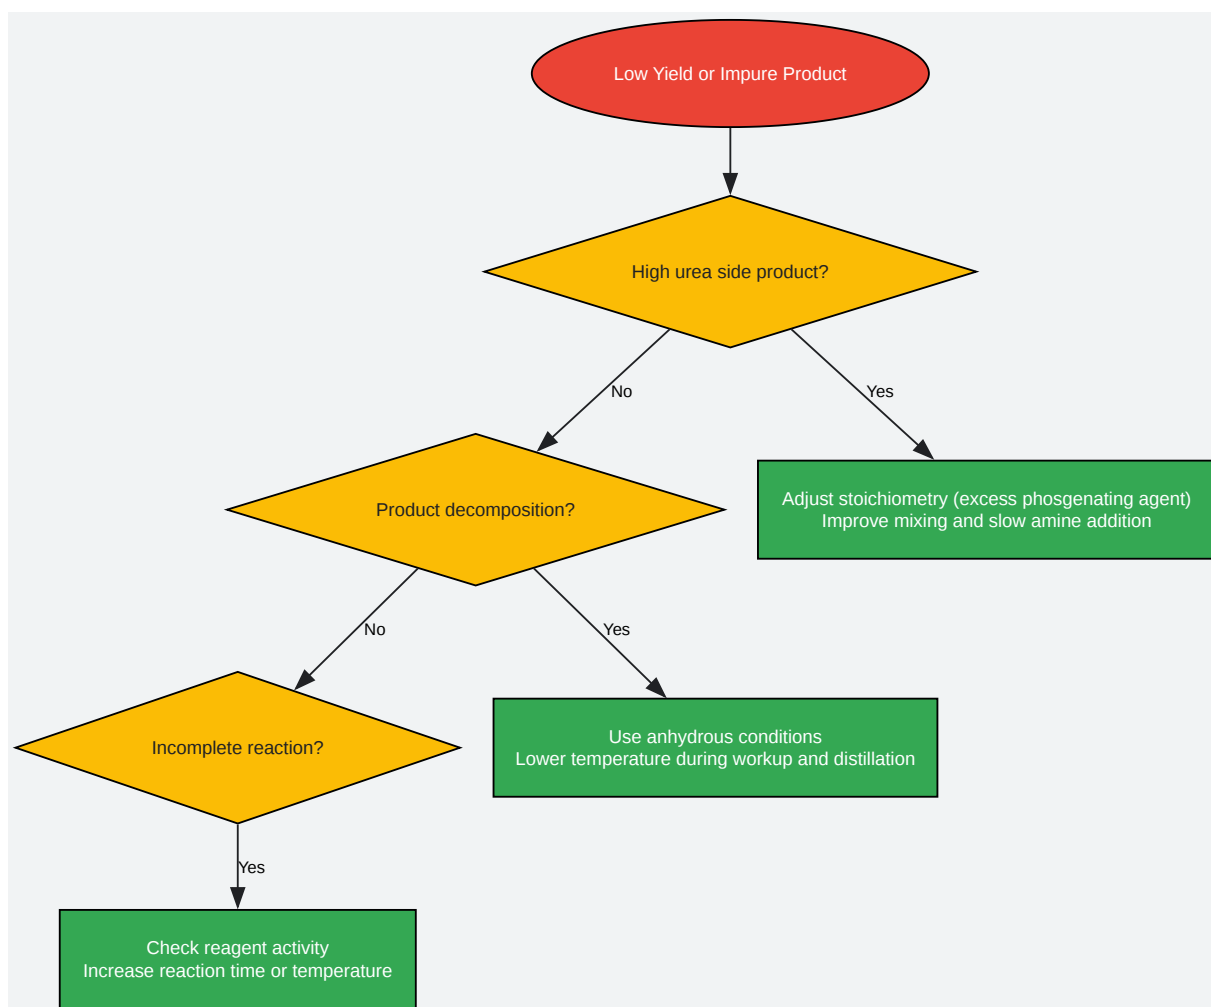 Low Yield or Impure Product
High urea side product?
No
Yes
Product decomposition?
Adjust stoichiometry (excess phosgenating agent)
Improve mixing and slow amine addition
No
Yes
Incomplete reaction?
Use anhydrous conditions
Lower temperature during workup and distillation
Yes
Check reagent activity
Increase reaction time or temperature